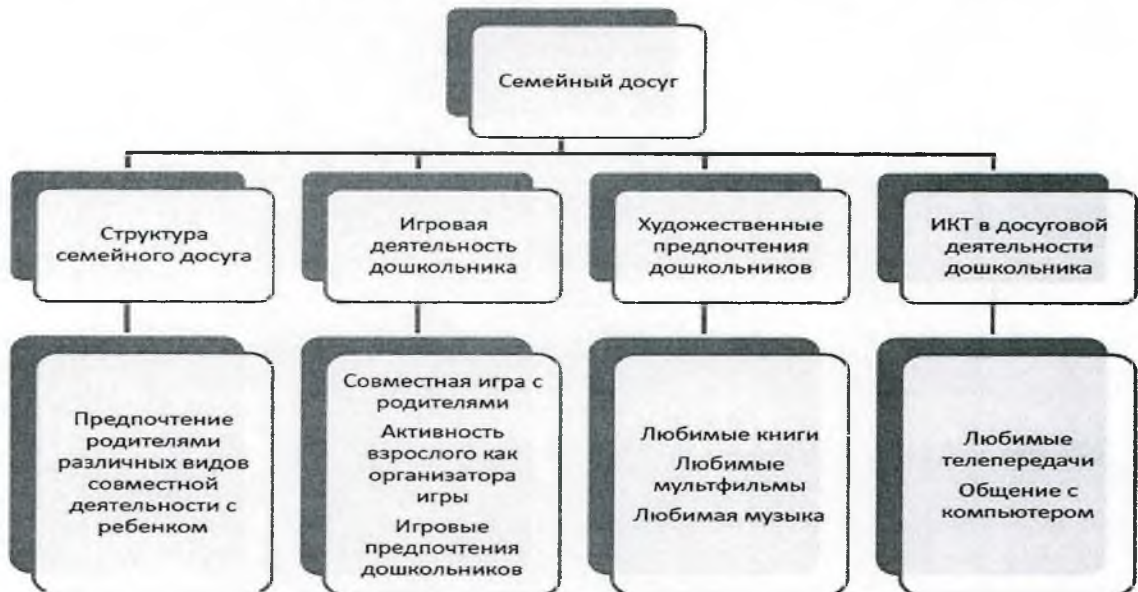 Семейный досуг
Структура
семейного досуга
Игровая
деятельность
дошкольника
Художественные
предпочтения
дошкольников
ИКТ в досуговой
деятельности
дошкольника
Предпочтение
родителями
различных видов
совместной
деятельности с
ребенком
Совместная игра с
родителями
Активность
взрослого как
организатора
игры
Игровые
предпочтения
дошкольников
Любимые книги
Любимые
мультфильмы
Любимая музыка
Любимые
телепередачи
Общение с
компьютером